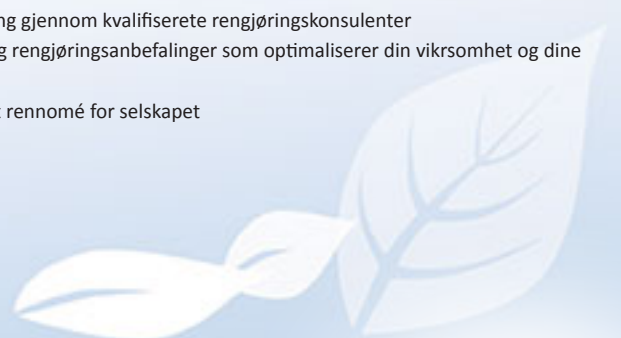 ng gjennom kvalifiserete rengjøringskonsulenter
g rengjøringsanbefalinger som optimaliserer din vikrsomhet og dine
t rennomé for selskapet